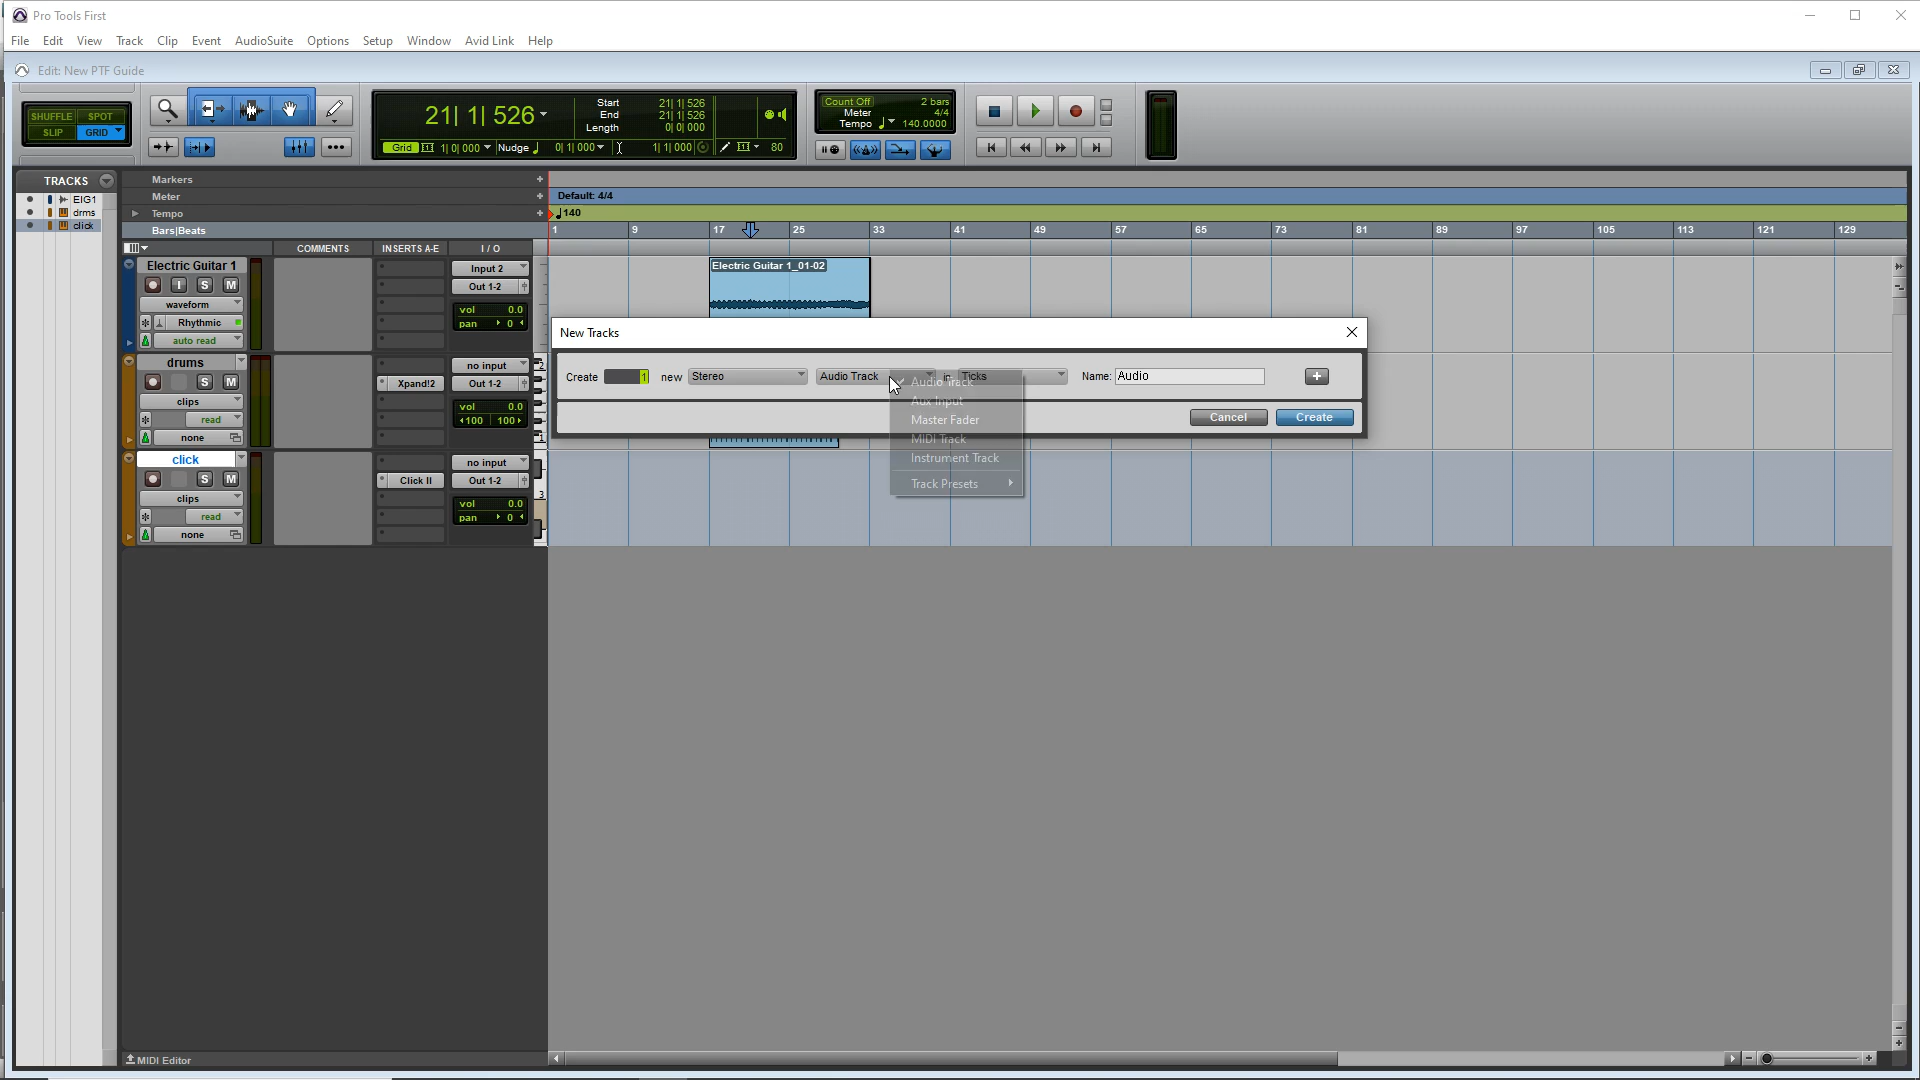 Pro Tools First
File Edit View Track Clip Event AudioSuite Options Setup Window Avid Link Help
Edit: New PTF Guide
SHUFFLE SPOT
SLIP GRID
21| 1| 526
Start 21| 1| 526
End 21| 1| 526
Length 0| 0| 000
Grid 1| 0| 000 Nudge 0| 1| 000 1| 1| 000 80
Count Off 2 bars
Meter 4/4
Tempo 140.0000
TRACKS
EIG1
drms
click
Markers
Meter
Tempo
Bars|Beats
Default: 4/4
140
1 9 17 25 33 41 49 57 65 73 81 89 97 105 113 121 129
COMMENTS INSERTS A-E I / O
Electric Guitar 1
I S M
waveform
Rhythmic
auto read
Input 2
Out 1-2
vol 0.0
pan 0
Electric Guitar 1_01-02
drums
S M
clips
read
none
Xpand!2
no input
Out 1-2
vol 0.0
100 100
2
1
click
S M
clips
read
none
Click II
no input
Out 1-2
vol 0.0
pan 0
3
New Tracks
Create 1 new Stereo Audio Track in Ticks Name: Audio
Cancel Create
Audio Track
Aux Input
Master Fader
MIDI Track
Instrument Track
Track Presets
MIDI Editor